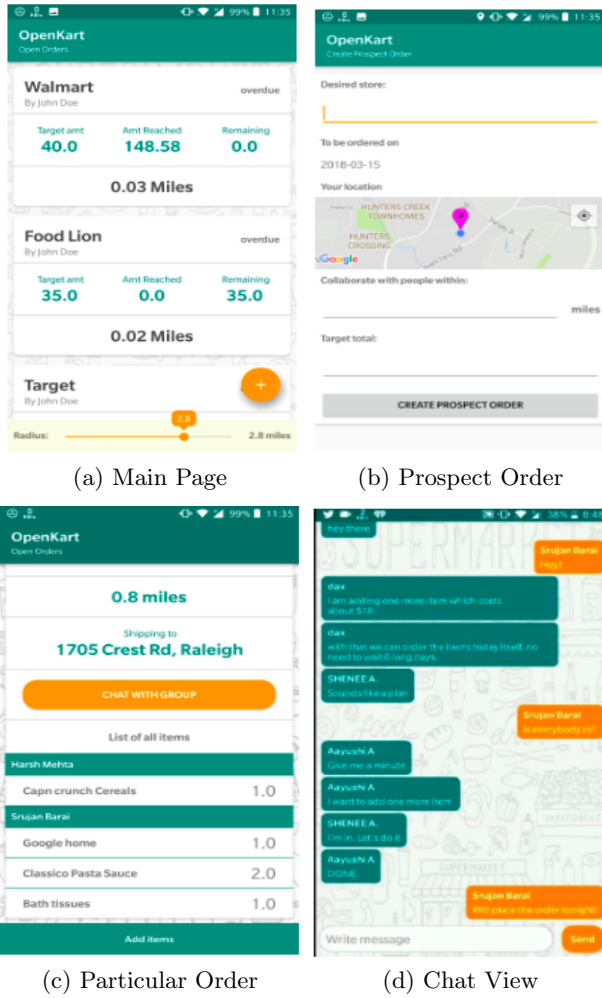 99% 11:35
OpenKart
Open Orders
Walmart
overdue
By John Doe
Target amt Amt Reached Remaining
40.0 148.58 0.0
0.03 Miles
Food Lion
overdue
By John Doe
Target amt Amt Reached Remaining
35.0 0.0 35.0
0.02 Miles
Target
By John Doe
+
2.8
Radius: 2.8 miles
(a) Main Page
99% 11:35
OpenKart
Create Prospect Order
Desired store:
To be ordered on
2018-03-15
Your location
HUNTERS CREEK
TOWNHOMES
HUNTERS
CROSSING
Google
Collaborate with people within:
miles
Target total:
CREATE PROSPECT ORDER
(b) Prospect Order
99% 11:35
OpenKart
Open Orders
0.8 miles
Shipping to
1705 Crest Rd, Raleigh
CHAT WITH GROUP
List of all items
Harsh Mehta
Capn crunch Cereals 1.0
Srujan Barai
Google home 1.0
Classico Pasta Sauce 2.0
Bath tissues 1.0
Add items
(c) Particular Order
38% 8:48
hey there
SUPERMARK
Srujan Barai
Hey!
dax
I am adding one more item which costs
about $18.
dax
with that we can order the items today itself, no
need to wait 6 long days.
SHENEE A.
Sounds like a plan
Srujan Barai
is everybody in?
Aayushi A
Give me a minute
Aayushi A
I want to add one more item
SHENEE A.
I'm in. Let's do it
Aayushi A
DONE.
SUPERMARKET
Srujan Barai
Will place the order tonight!
Write message
Send
(d) Chat View